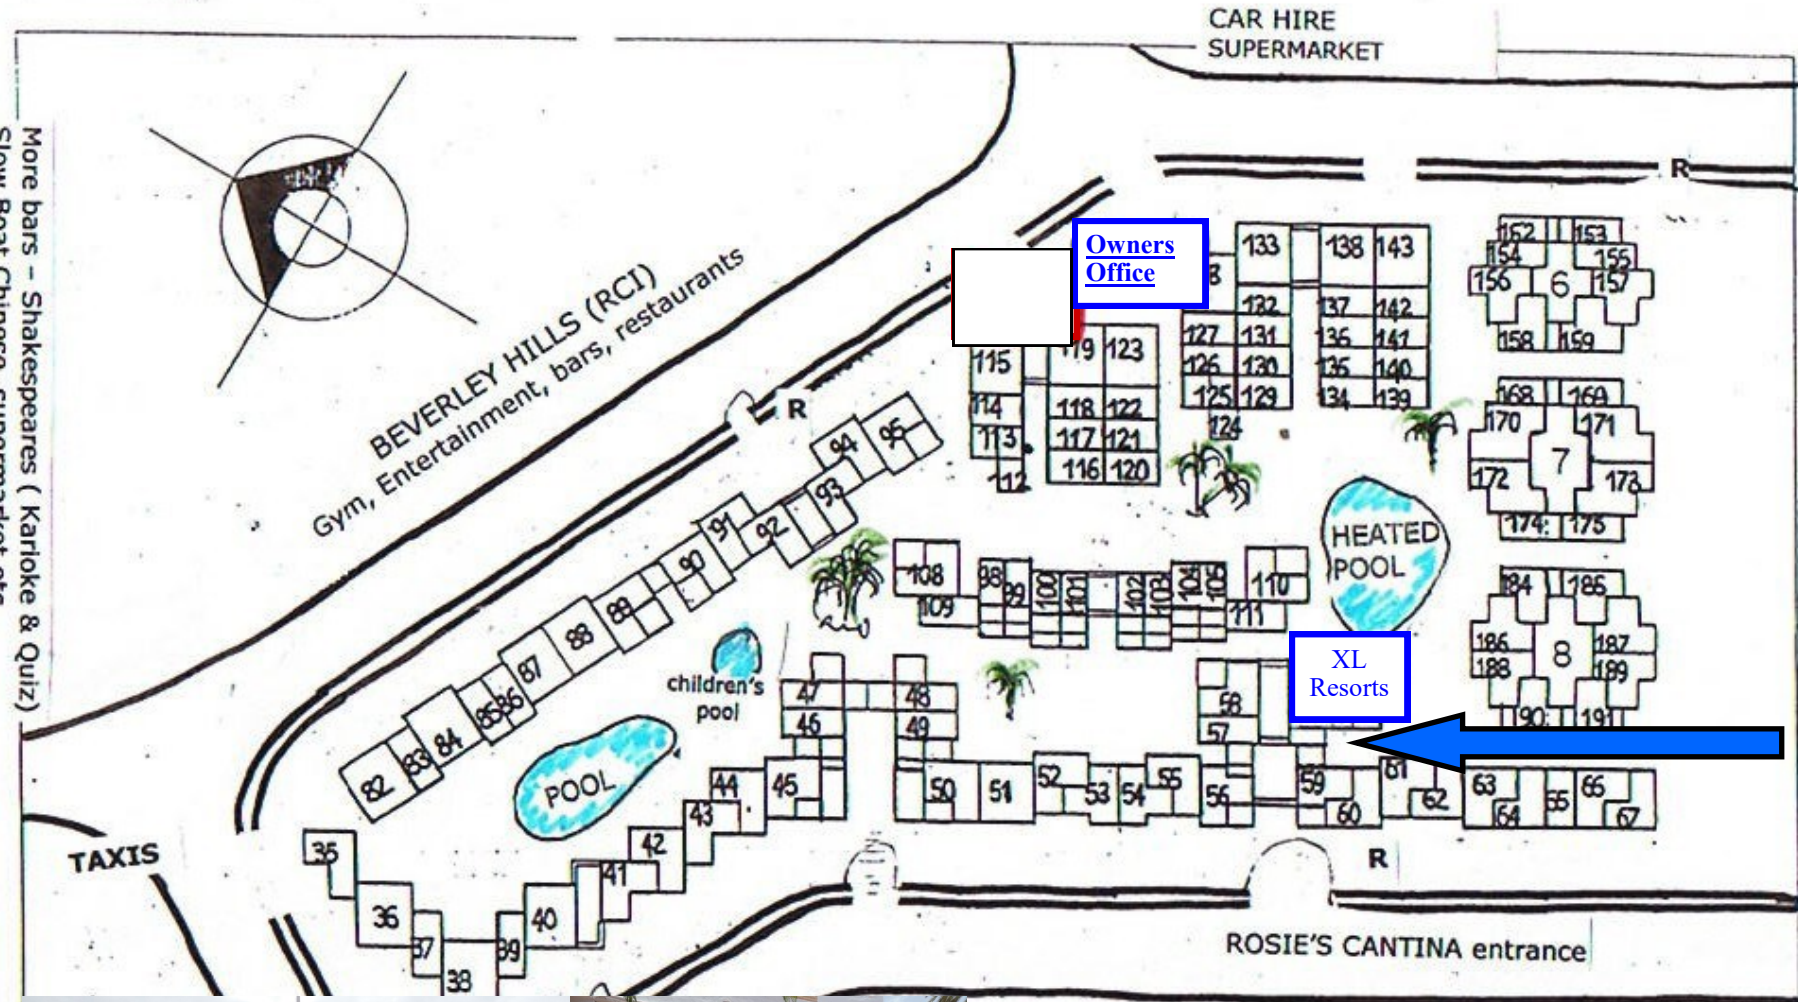 CAR HIRE
SUPERMARKET
More bars – Shakespeares ( Karioke & Quiz)
Slow Boat Chinese, supermarket etc
BEVERLEY HILLS (RCI)
Gym, Entertainment, bars, restaurants
R
Owners
Office
133 138 143
132 137 142
127 131 136 141
126 130 135 140
125 129 134 139
124
115 119 123
114 118 122
113 117 121
116 120
112
152 153
154 155
156 6 157
158 159
168 169
170 171
7
172 173
174 175
184 185
186 8 187
188 189
190 191
R
95
94
93
92
91
90
89
88
87
86
85
84
83
82
HEATED
POOL
108 98 99 100 101 102 103 104 105 110
109 111
children's
pool
POOL
XL
Resorts
47 48
46 49
58
57
44 45 50 51 52 53 54 55 56 59 60 81 62 63 64 65 66 67
43
42
41
40
39
38
37
36
35
TAXIS
R
ROSIE'S CANTINA entrance